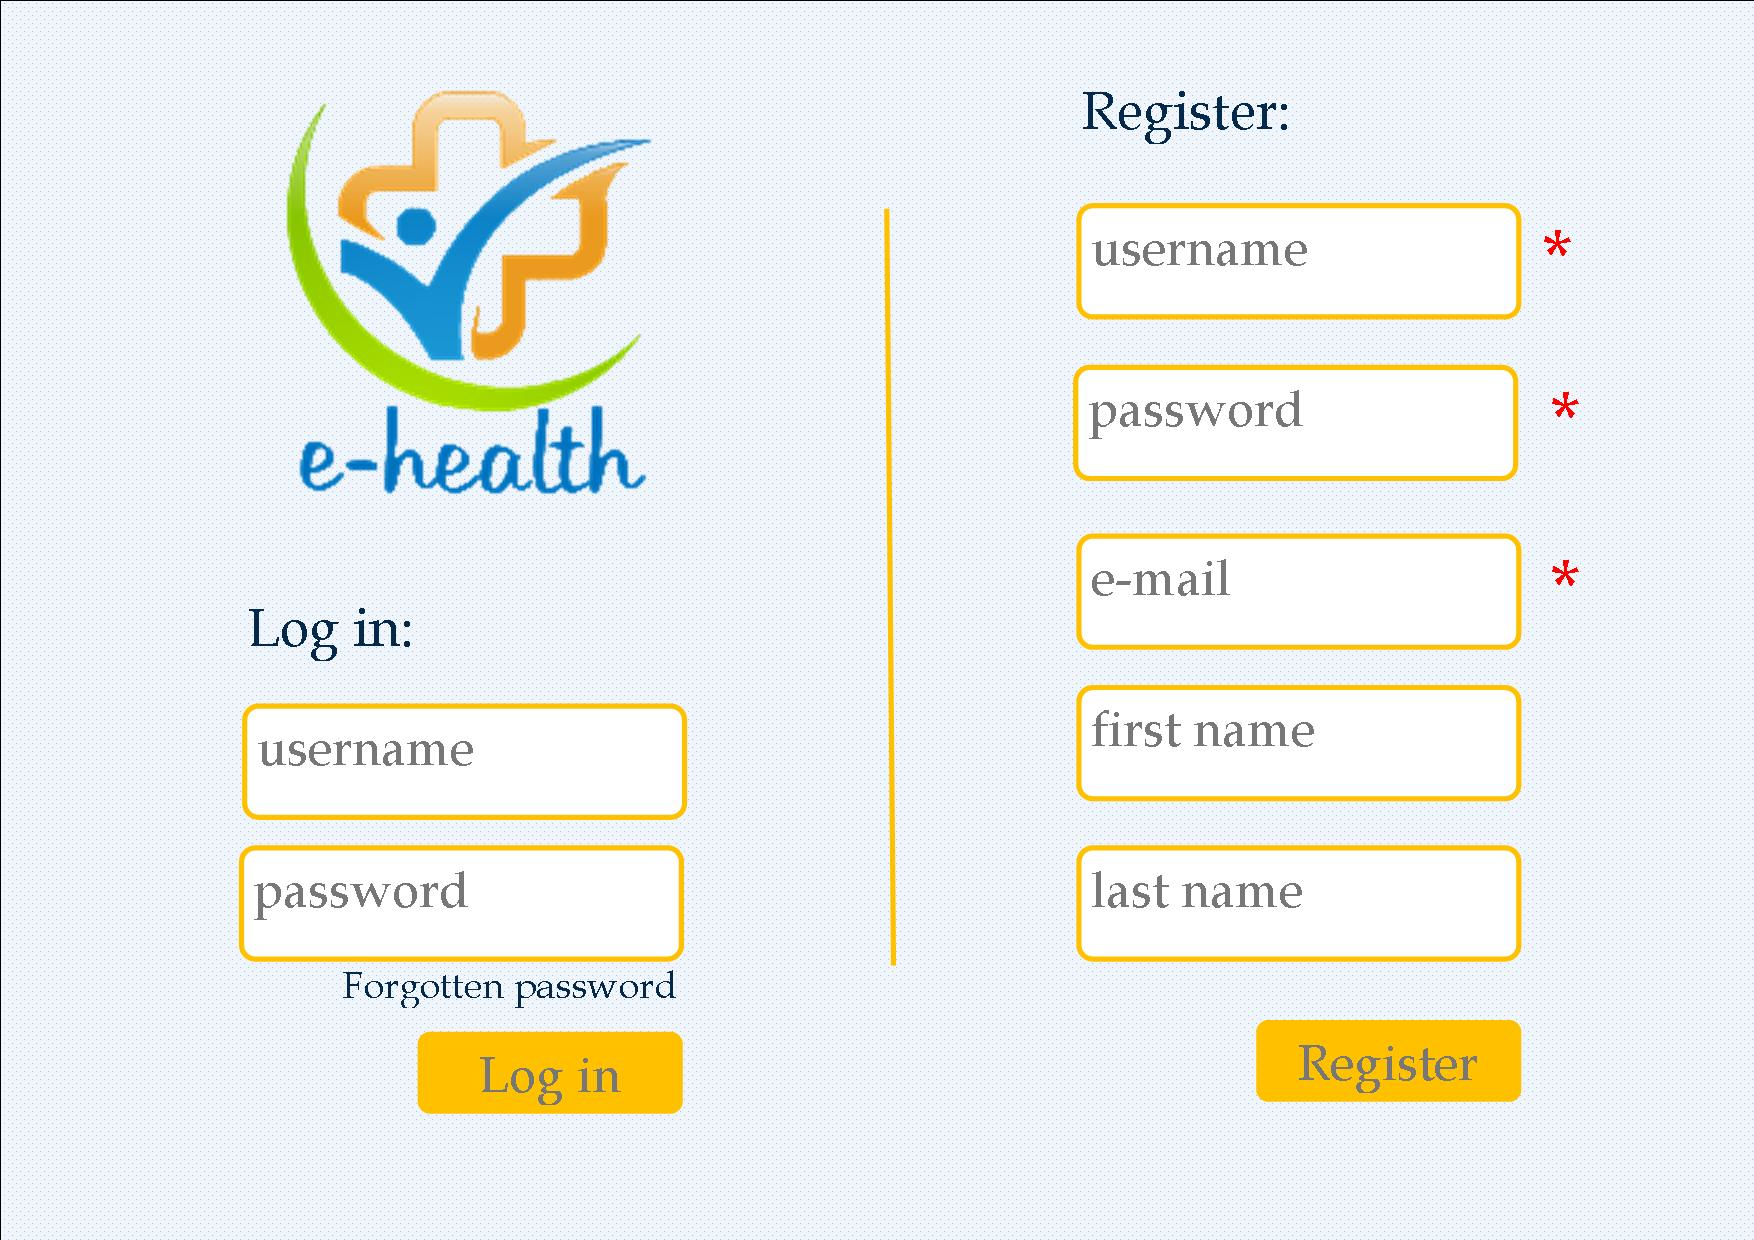 e-health
Log in:
username
password
Forgotten password
Log in
Register:
username *
password *
e-mail *
first name
last name
Register